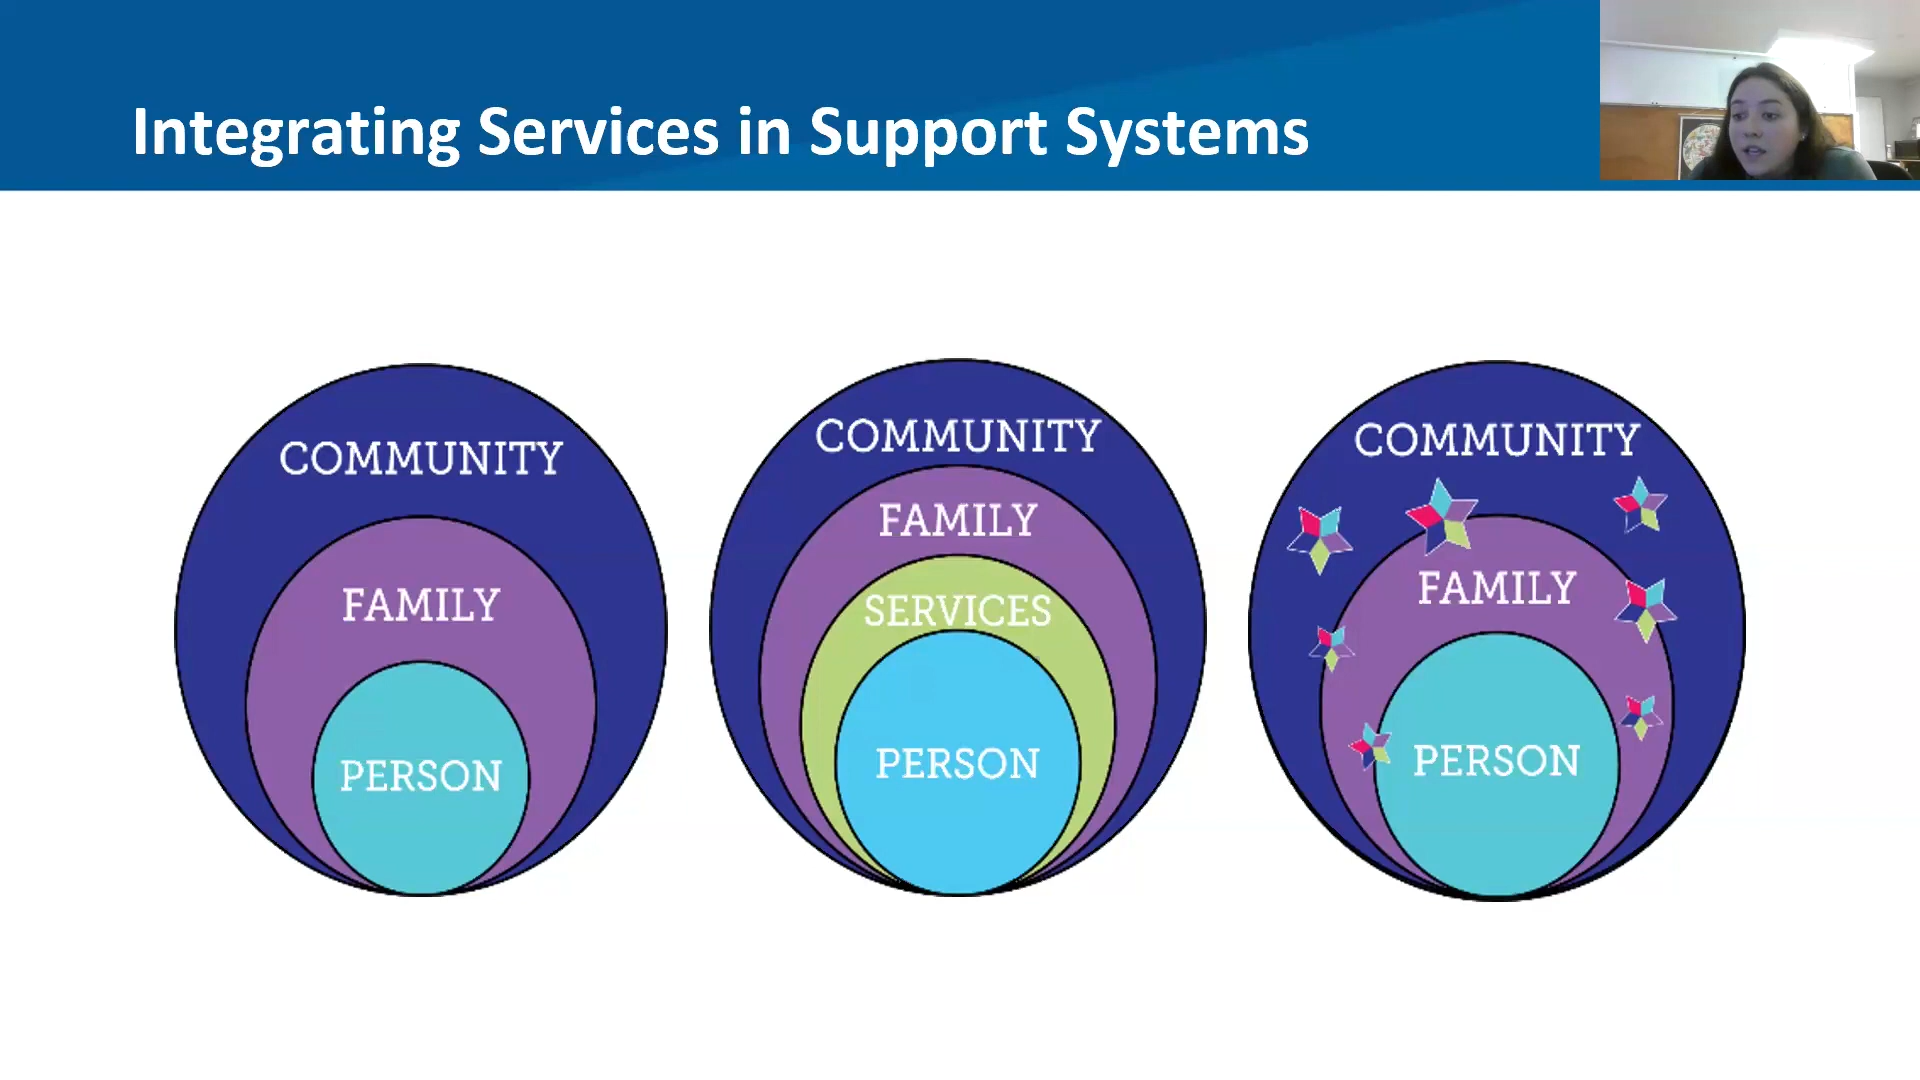 Integrating Services in Support Systems
COMMUNITY
FAMILY
PERSON
COMMUNITY
FAMILY
SERVICES
PERSON
COMMUNITY
FAMILY
PERSON